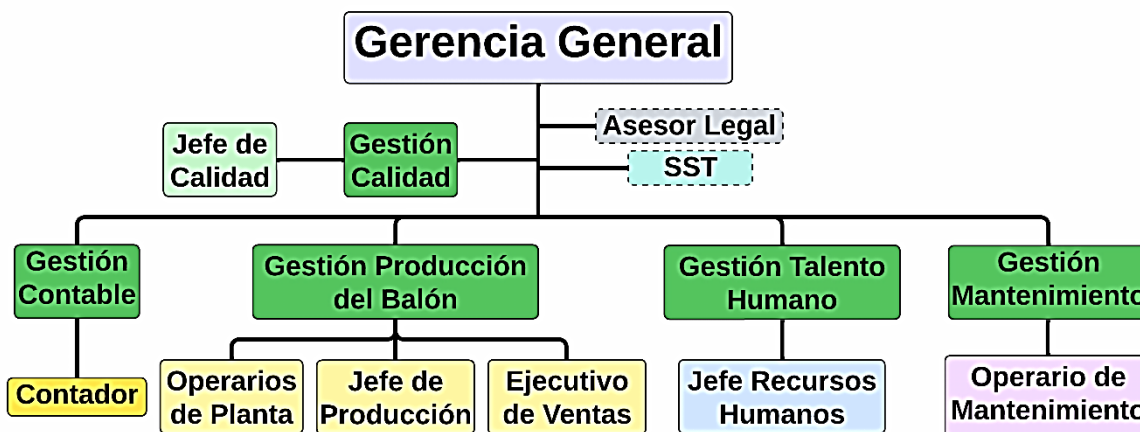 Gerencia General
Asesor Legal
Jefe de
Calidad
Gestión
Calidad
SST
Gestión
Contable
Gestión Producción
del Balón
Gestión Talento
Humano
Gestión
Mantenimiento
Contador
Operarios
de Planta
Jefe de
Producción
Ejecutivo
de Ventas
Jefe Recursos
Humanos
Operario de
Mantenimiento